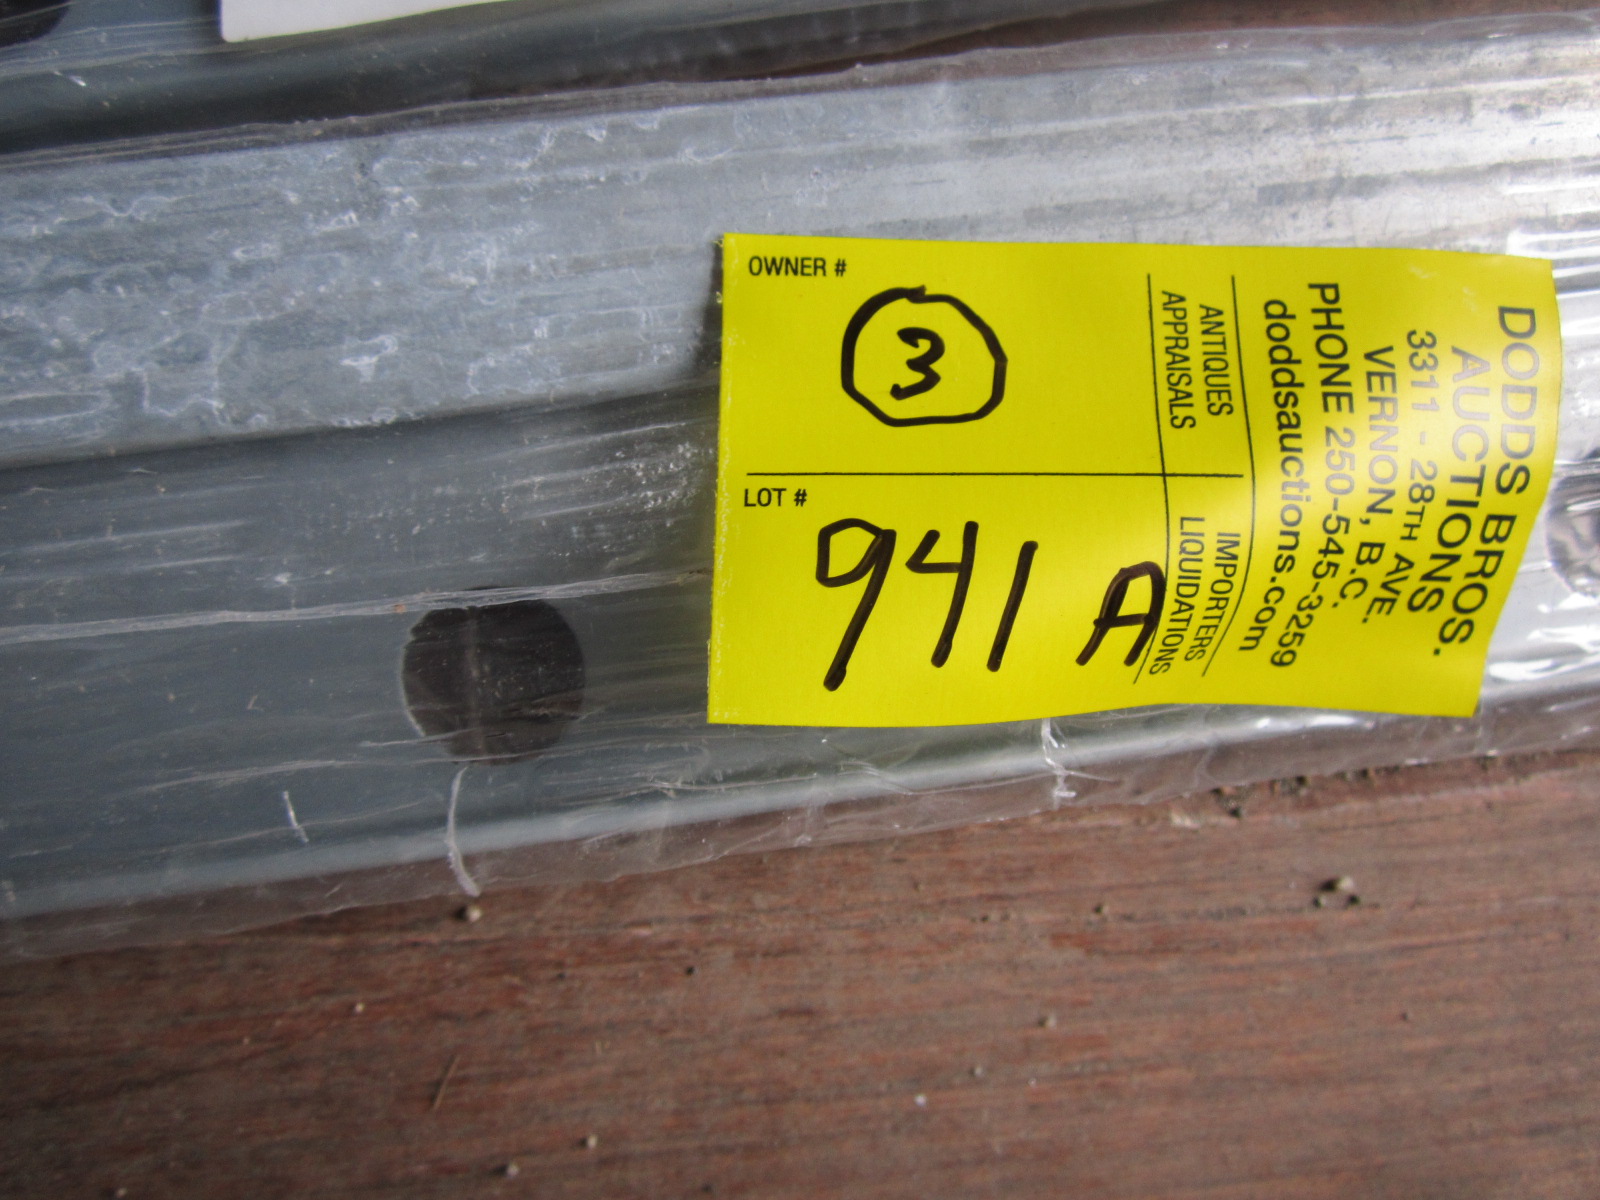 DODDS BROS.
AUCTIONS
3311 - 28TH AVE.
VERNON, B.C.
PHONE 250-545-3259
doddsauctions.com
ANTIQUES
APPRAISALS
IMPORTERS
LIQUIDATIONS
OWNER #
3
LOT #
941 A